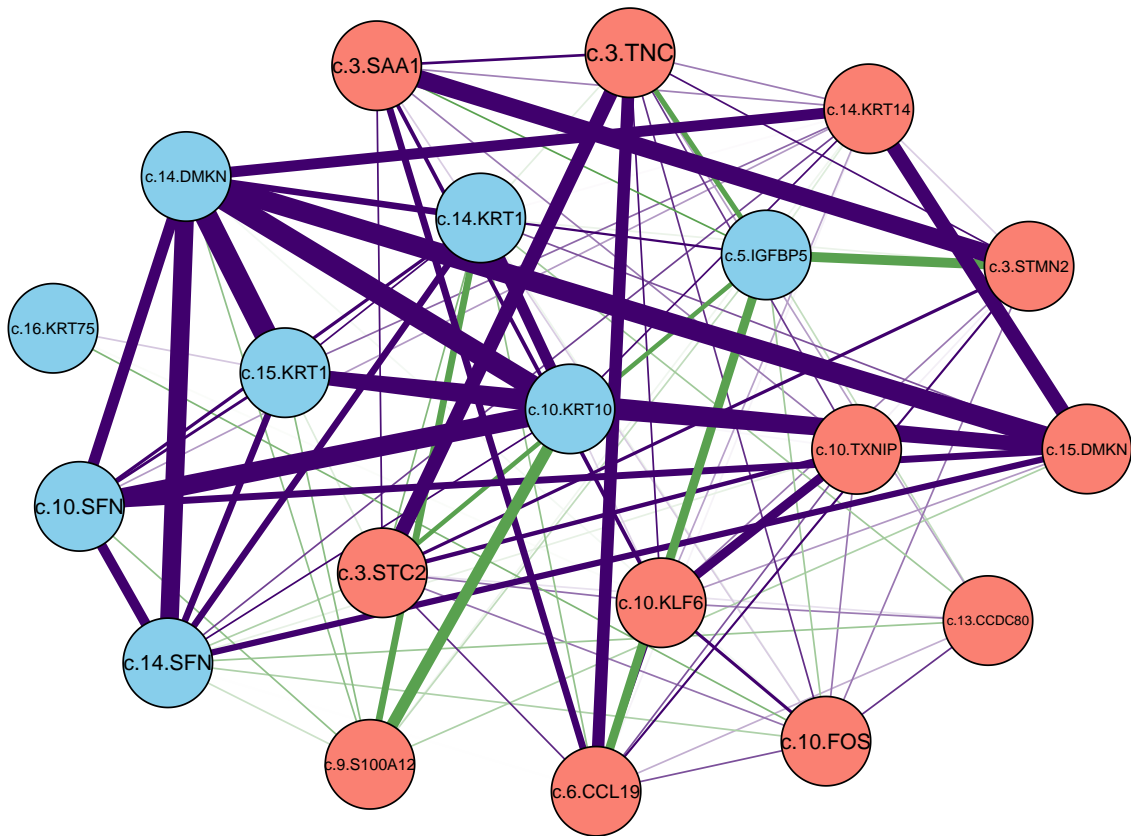 c.3.TNC
c.3.SAA1
c.14.KRT14
c.14.DMKN
c.14.KRT1
c.5.IGFBP5
c.3.STMN2
c.16.KRT75
c.15.KRT1
c.10.KRT10
c.10.TXNIP
c.15.DMKN
c.10.SFN
c.3.STC2
c.10.KLF6
c.13.CCDC80
c.14.SFN
c.10.FOS
c.9.S100A12
c.6.CCL19